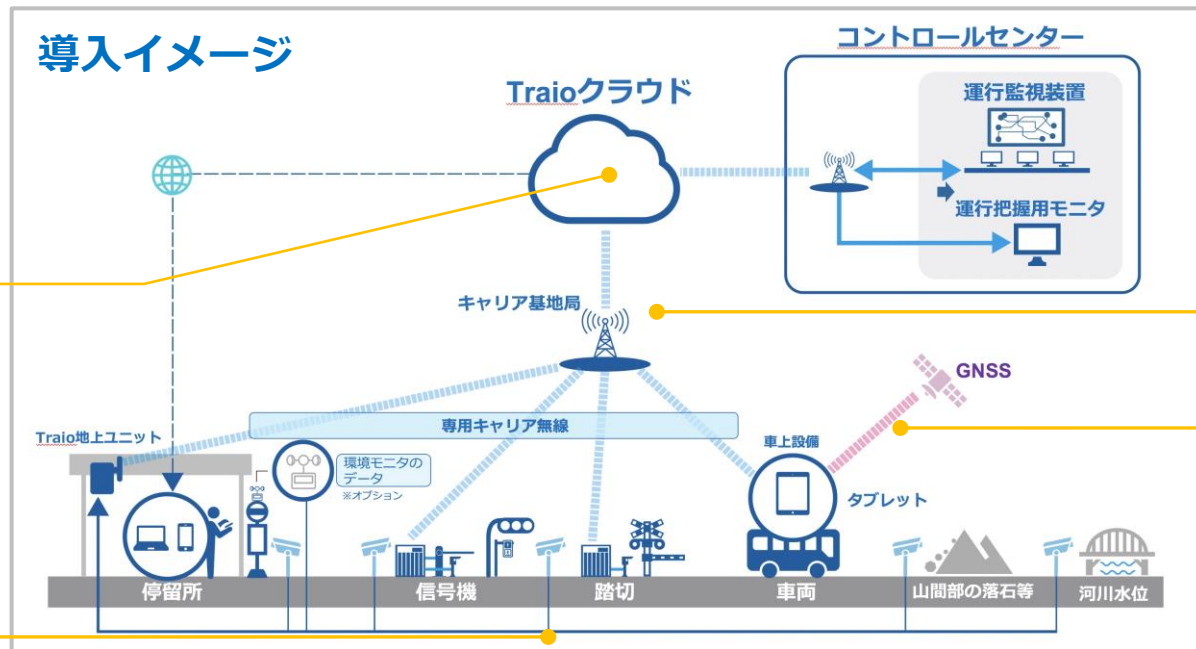 導入イメージ
コントロールセンター
Traioクラウド
運行監視装置
運行把握用モニタ
キャリア基地局
GNSS
専用キャリア無線
Traio地上ユニット
車上設備
環境モニタの
データ
※オプション
タブレット
停留所
信号機
踏切
車両
山間部の落石等
河川水位